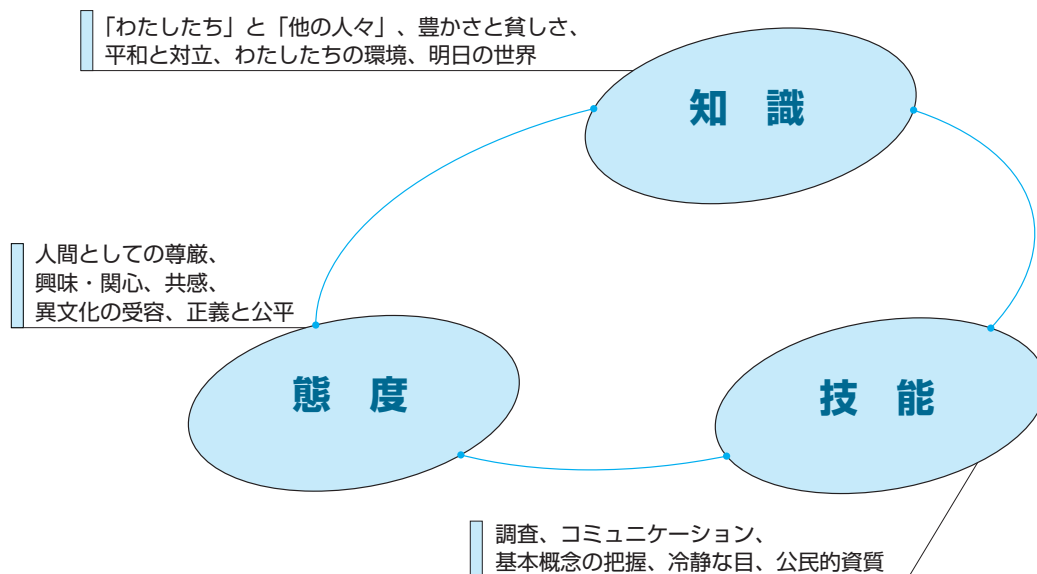 「わたしたち」と「他の人々」、豊かさと貧しさ、
平和と対立、わたしたちの環境、明日の世界
知 識
人間としての尊厳、
興味・関心、共感、
異文化の受容、正義と公平
態 度
技 能
調査、コミュニケーション、
基本概念の把握、冷静な目、公民的資質